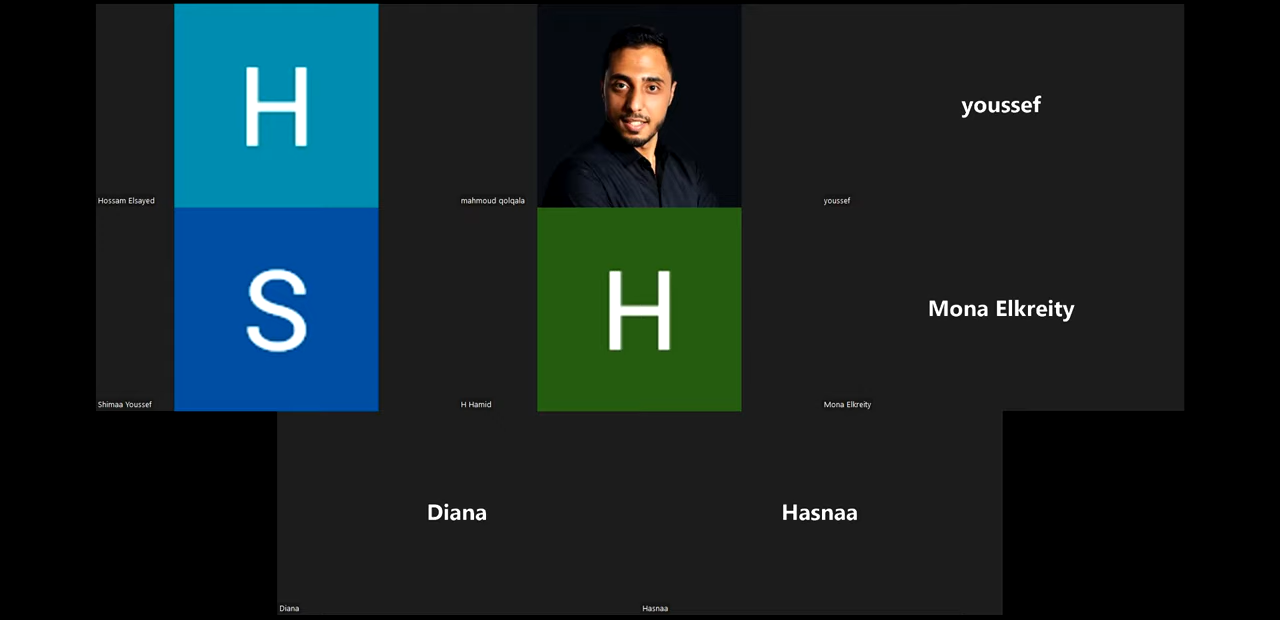 H
youssef
Hossam Elsayed
mahmoud qolqala
youssef
S
H
Mona Elkreity
Shimaa Youssef
H Hamid
Mona Elkreity
Diana
Hasnaa
Diana
Hasnaa